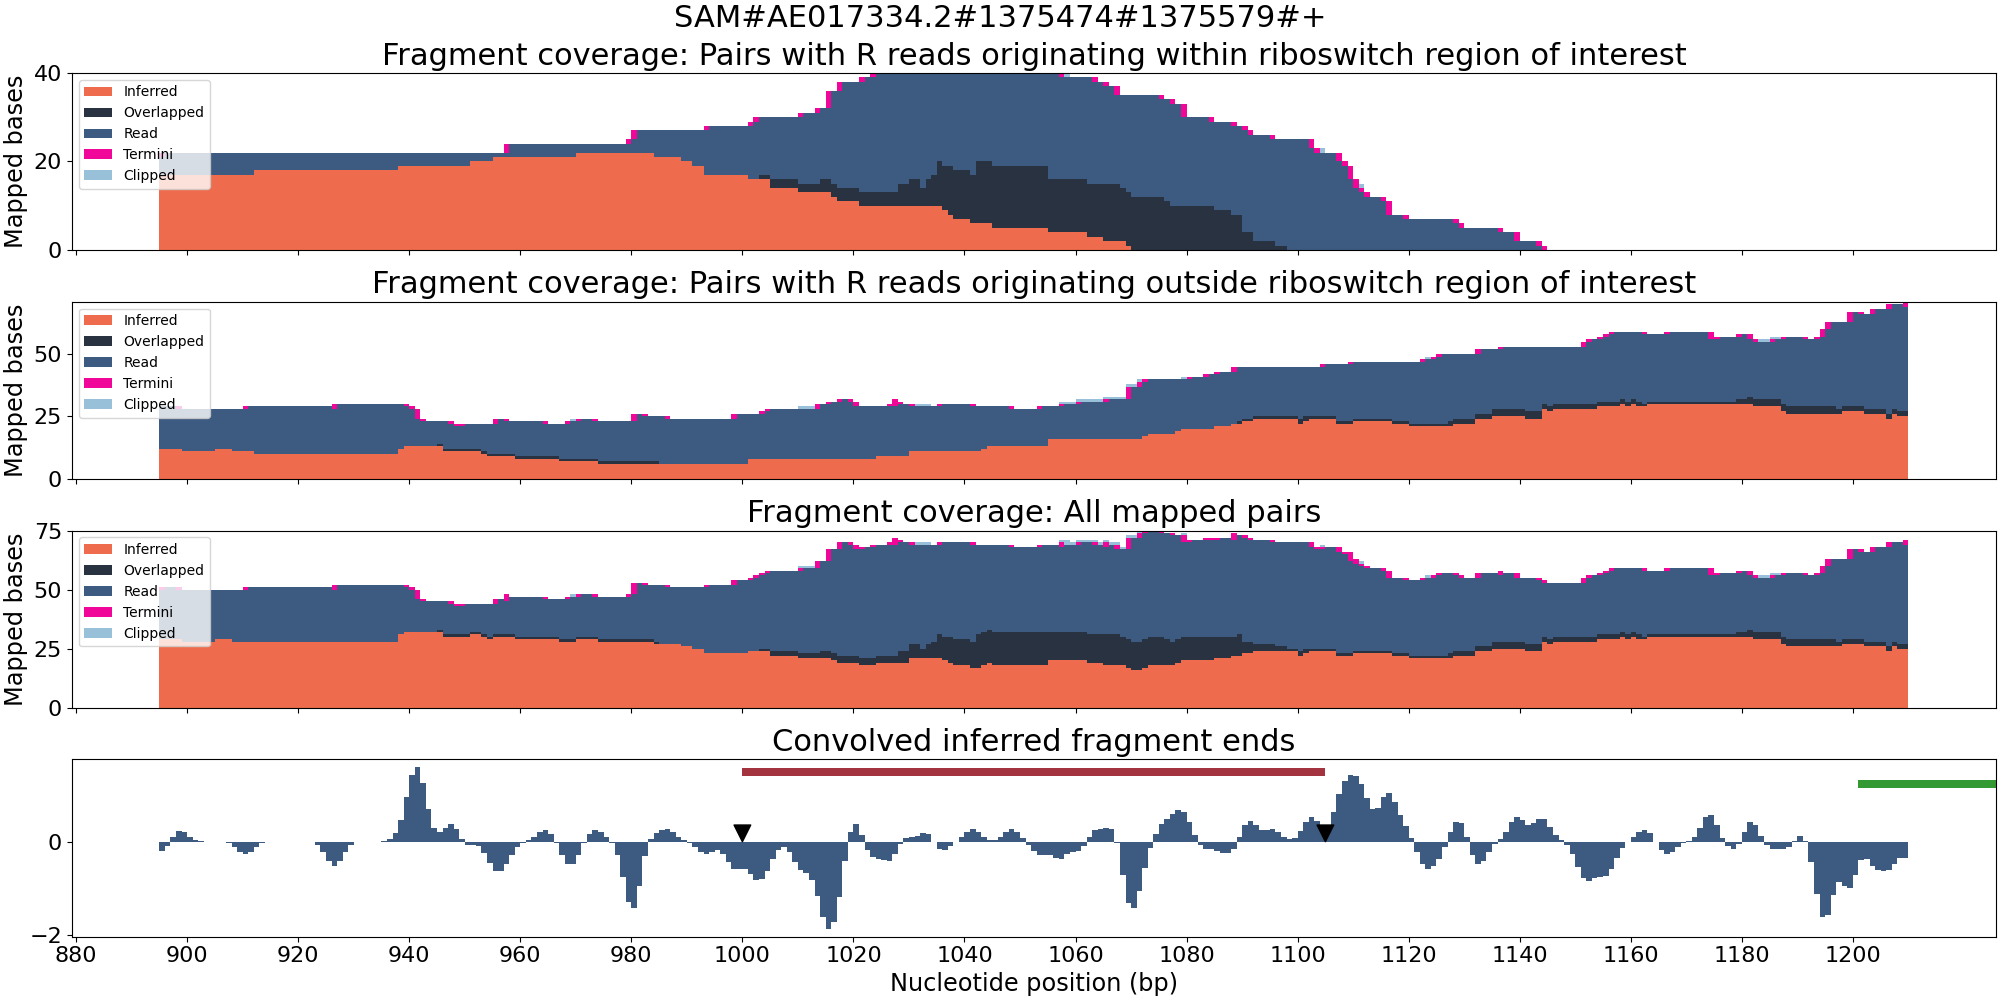 SAM#AE017334.2#1375474#1375579#+
Fragment coverage: Pairs with R reads originating within riboswitch region of interest
Mapped bases
40
20
0
Inferred
Overlapped
Read
Termini
Clipped
Fragment coverage: Pairs with R reads originating outside riboswitch region of interest
Mapped bases
50
25
0
Inferred
Overlapped
Read
Termini
Clipped
Fragment coverage: All mapped pairs
Mapped bases
75
50
25
0
Inferred
Overlapped
Read
Termini
Clipped
Convolved inferred fragment ends
0
−2
880 900 920 940 960 980 1000 1020 1040 1060 1080 1100 1120 1140 1160 1180 1200
Nucleotide position (bp)